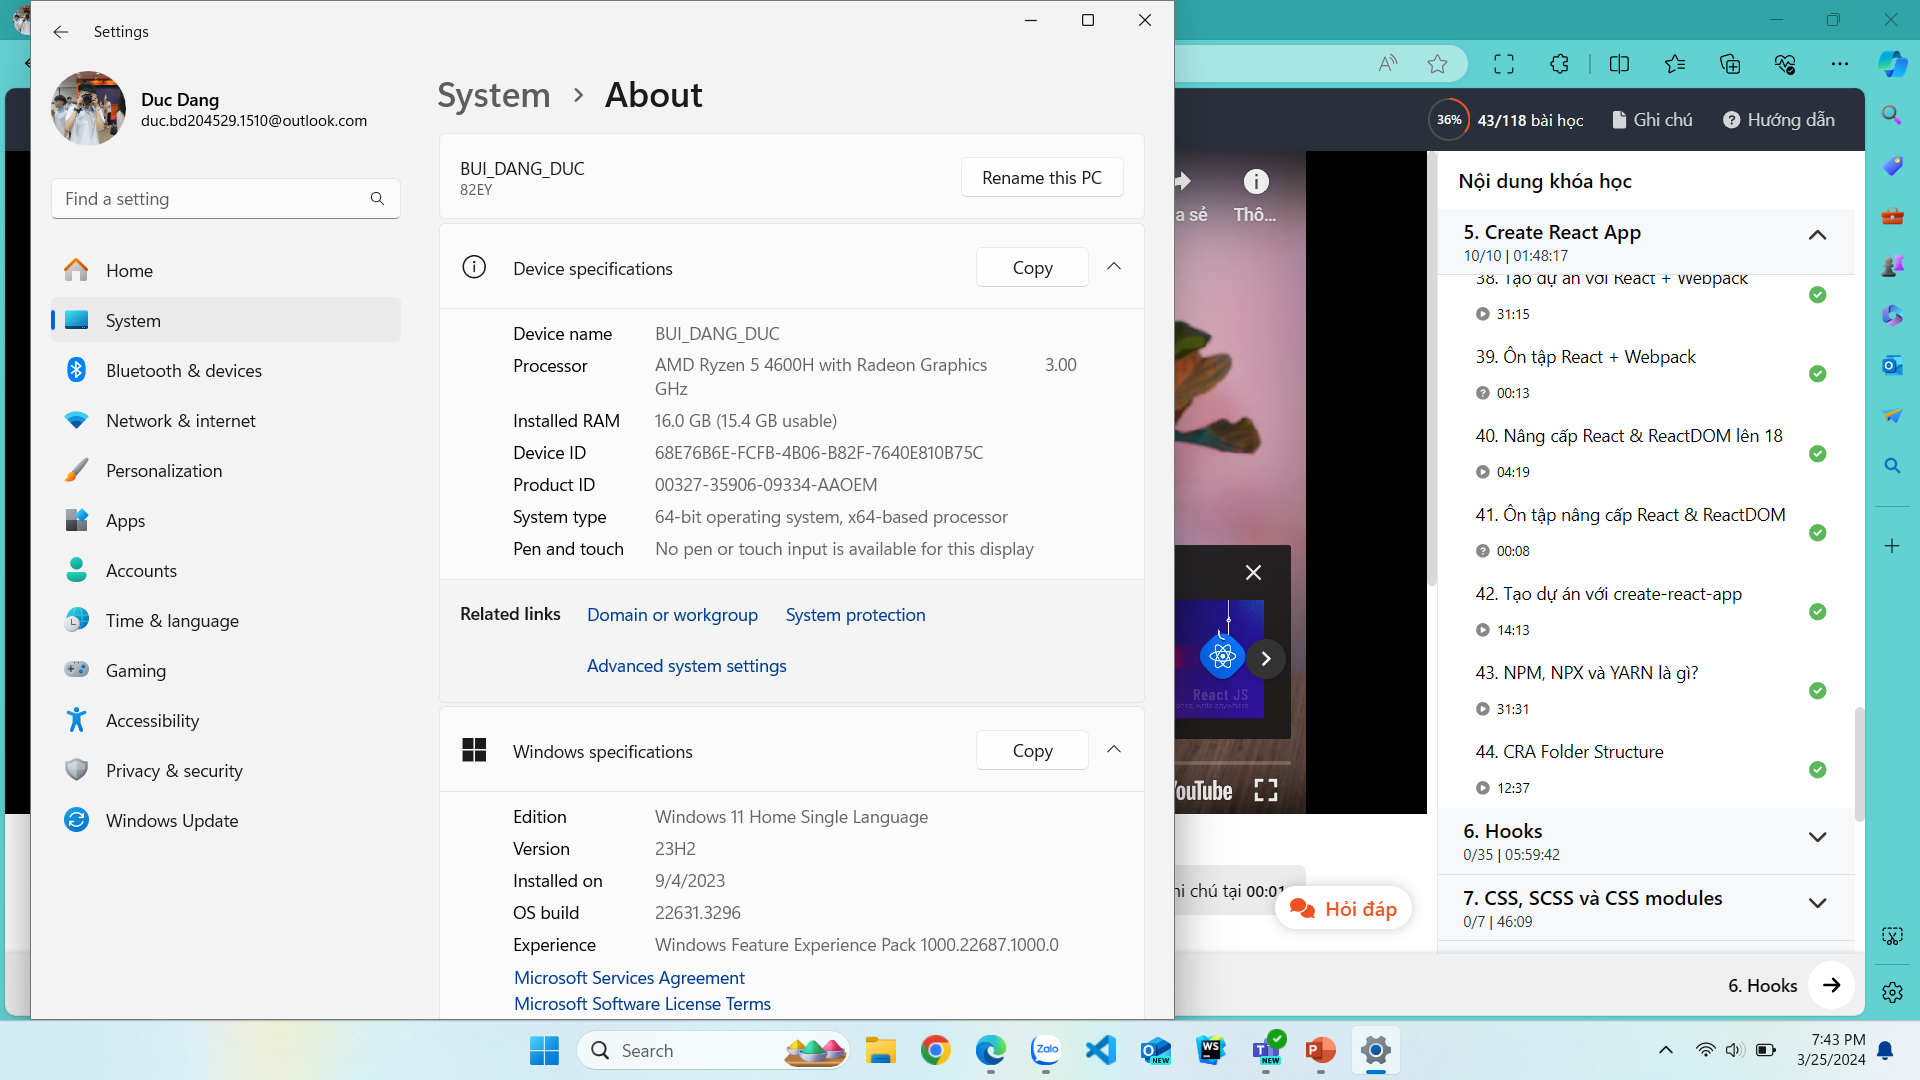 Settings
Duc Dang
duc.bd204529.1510@outlook.com
Find a setting
Home
System
Bluetooth & devices
Network & internet
Personalization
Apps
Accounts
Time & language
Gaming
Accessibility
Privacy & security
Windows Update
System > About
BUI_DANG_DUC
82EY
Rename this PC
Device specifications
Copy
Device name BUI_DANG_DUC
Processor AMD Ryzen 5 4600H with Radeon Graphics 3.00
GHz
Installed RAM 16.0 GB (15.4 GB usable)
Device ID 68E76B6E-FCFB-4B06-B82F-7640E810B75C
Product ID 00327-35906-09334-AAOEM
System type 64-bit operating system, x64-based processor
Pen and touch No pen or touch input is available for this display
Related links Domain or workgroup System protection
Advanced system settings
Windows specifications
Copy
Edition Windows 11 Home Single Language
Version 23H2
Installed on 9/4/2023
OS build 22631.3296
Experience Windows Feature Experience Pack 1000.22687.1000.0
Microsoft Services Agreement
Microsoft Software License Terms
36% 43/118 bài học Ghi chú Hướng dẫn
a sẻ Thô...
React JS
YouTube
hi chú tại 00:01
Hỏi đáp
Nội dung khóa học
5. Create React App
10/10 | 01:48:17
38. Tạo dự án với React + Webpack
31:15
39. Ôn tập React + Webpack
00:13
40. Nâng cấp React & ReactDOM lên 18
04:19
41. Ôn tập nâng cấp React & ReactDOM
00:08
42. Tạo dự án với create-react-app
14:13
43. NPM, NPX và YARN là gì?
31:31
44. CRA Folder Structure
12:37
6. Hooks
0/35 | 05:59:42
7. CSS, SCSS và CSS modules
0/7 | 46:09
6. Hooks
Search
Zalo
NEW
WS
NEW
7:43 PM
3/25/2024